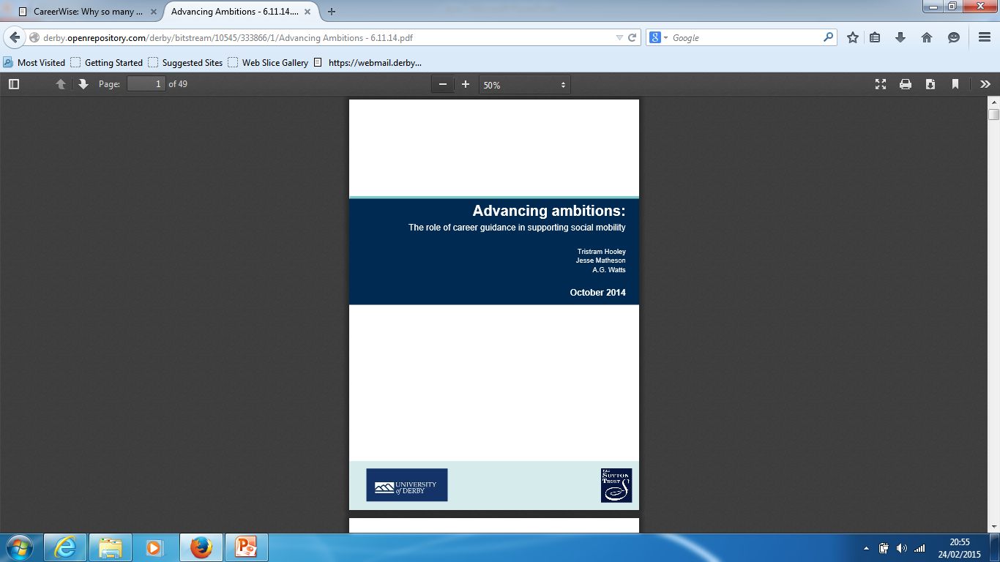 CareerWise: Why so many ...
Advancing Ambitions - 6.11.14....
derby.openrepository.com/derby/bitstream/10545/333866/1/Advancing Ambitions - 6.11.14.pdf
Google
Most Visited
Getting Started
Suggested Sites
Web Slice Gallery
https://webmail.derby...
Page: 1 of 49
50%
Advancing ambitions:
The role of career guidance in supporting social mobility
Tristram Hooley
Jesse Matheson
A.G. Watts
October 2014
UNIVERSITY
of DERBY
THE
SUTTON
TRUST
20:55
24/02/2015